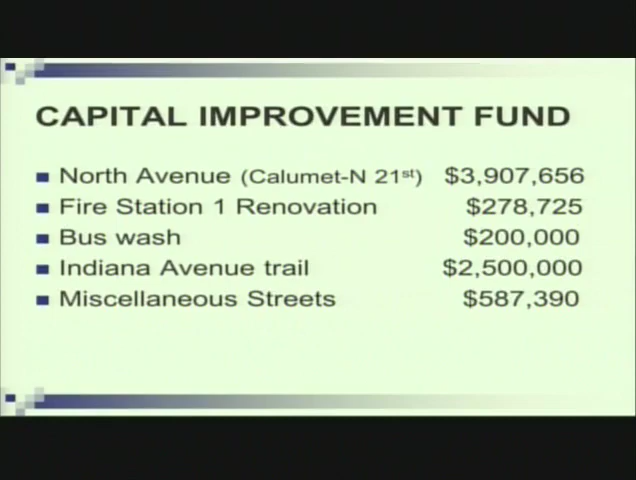 CAPITAL IMPROVEMENT FUND
North Avenue (Calumet-N 21st) $3,907,656
Fire Station 1 Renovation $278,725
Bus wash $200,000
Indiana Avenue trail $2,500,000
Miscellaneous Streets $587,390